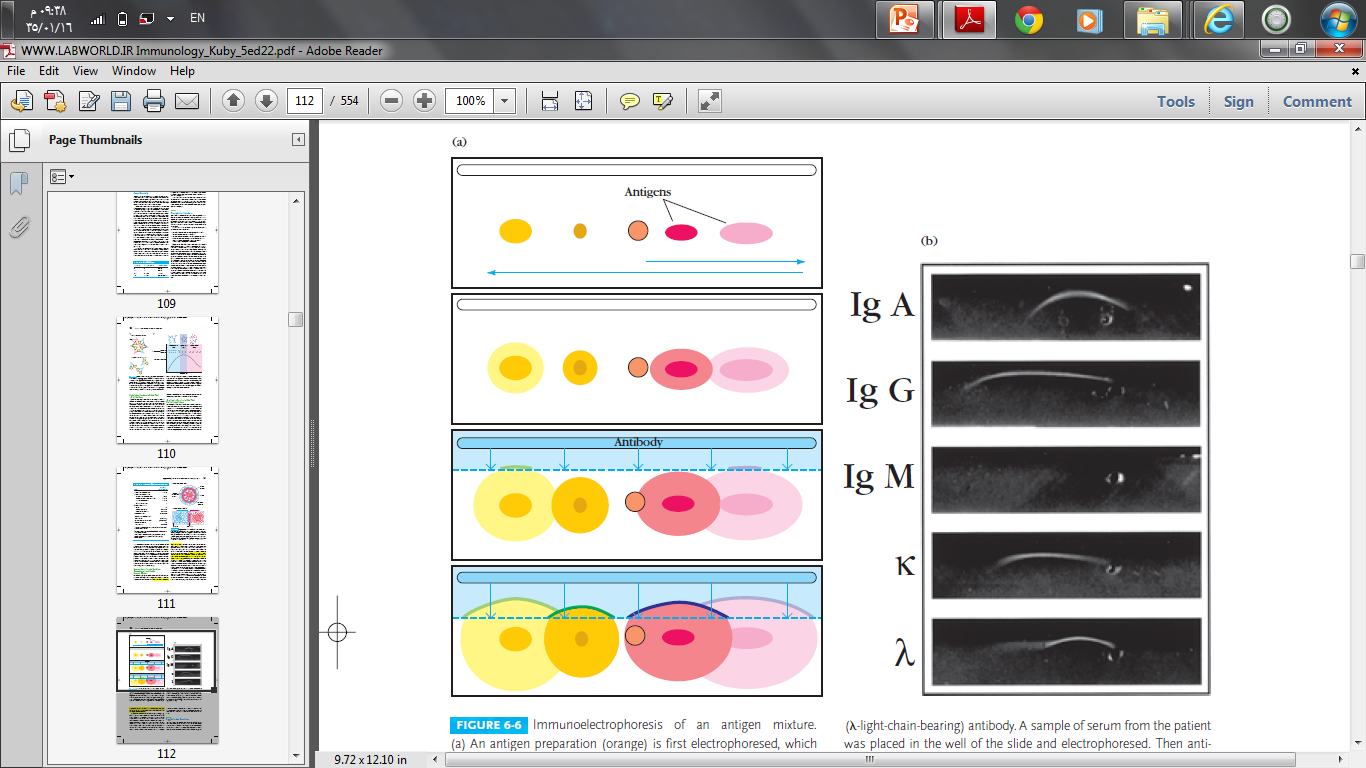 م ٠٩:٣٨
٣٥/٠١/١٦
EN
WWW.LABWORLD.IR Immunology_Kuby_5ed22.pdf - Adobe Reader
File Edit View Window Help
112 / 554
100%
Tools Sign Comment
Page Thumbnails
109
110
111
112
(a)
Antigens
Antibody
(b)
Ig A
Ig G
Ig M
κ
λ
FIGURE 6-6 Immunoelectrophoresis of an antigen mixture.
(a) An antigen preparation (orange) is first electrophoresed, which
(λ-light-chain-bearing) antibody. A sample of serum from the patient
was placed in the well of the slide and electrophoresed. Then anti-
9.72 x 12.10 in